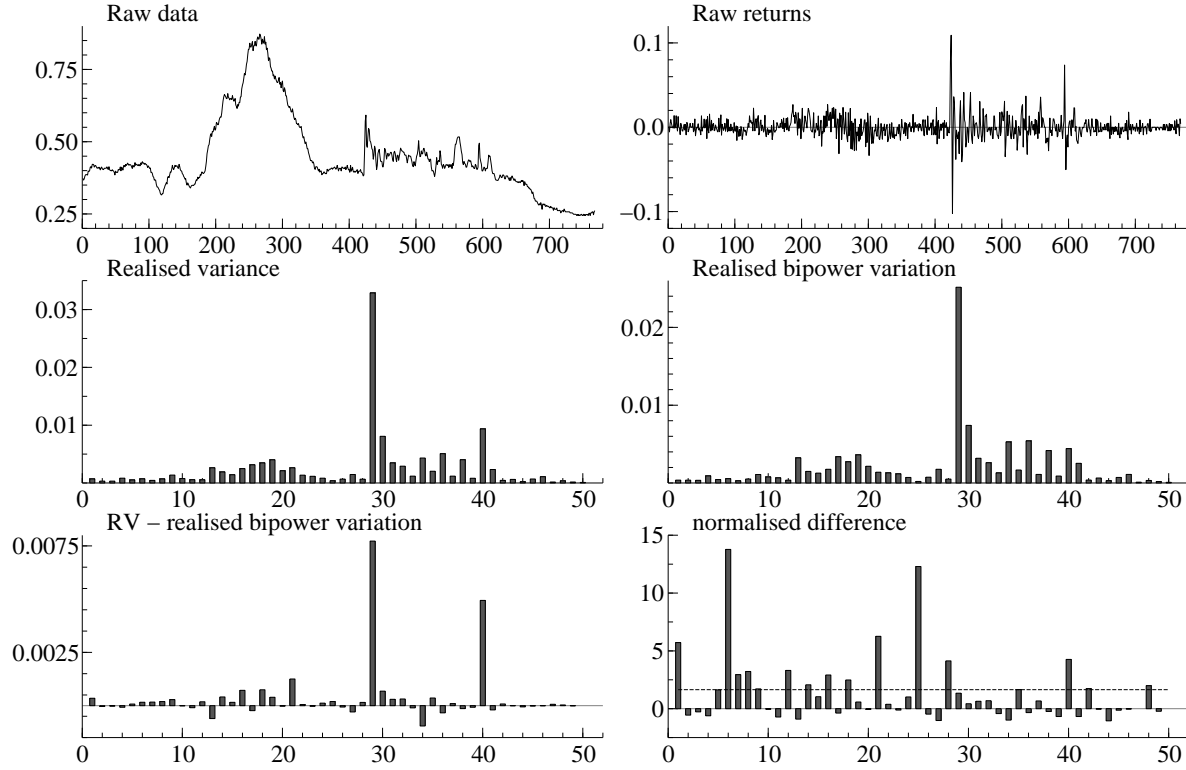 Raw data
0.75
0.50
0.25
0 100 200 300 400 500 600 700
Raw returns
0.1
0.0
−0.1
0 100 200 300 400 500 600 700
Realised variance
0.03
0.02
0.01
0 10 20 30 40 50
Realised bipower variation
0.02
0.01
0 10 20 30 40 50
RV − realised bipower variation
0.0075
0.0025
0 10 20 30 40 50
normalised difference
15
10
5
0
0 10 20 30 40 50